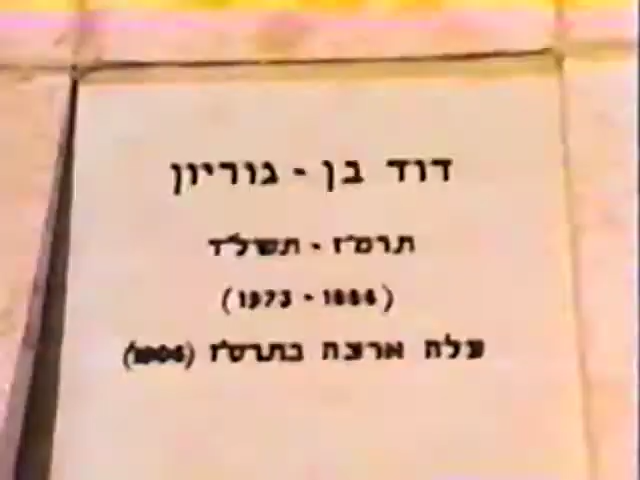 דוד בן - גוריון
תרמ"ז - תשל"ד
(1973 - 1886)
עלה ארצה בתרס"ו (1906)